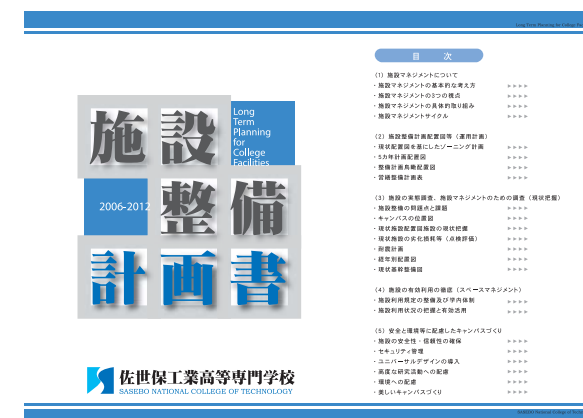 Long Term Planning for College Fac
施設
Long
Term
Planning
for
College
Facilities
2006-2012
整備
計画書
佐世保工業高等専門学校
SASEBO NATIONAL COLLEGE OF TECHNOLOGY
目 次
(1) 施設マネジメントについて
・施設マネジメントの基本的な考え方 ►►►►
・施設マネジメントの3つの視点 ►►►►
・施設マネジメントの具体的取り組み ►►►►
・施設マネジメントサイクル ►►►►
(2) 施設整備計画配置図等 (運用計画)
・現状配置図を基にしたゾーニング計画 ►►►►
・5カ年計画配置図 ►►►►
・整備計画鳥瞰配置図 ►►►►
・営繕整備計画表 ►►►►
(3) 施設の実態調査、施設マネジメントのための調査 (現状把握)
・施設整備の問題点と課題 ►►►►
・キャンパスの位置図 ►►►►
・現状施設配置図施設の現状把握 ►►►►
・現状施設の劣化損耗等 (点検評価) ►►►►
・耐震計画 ►►►►
・経年別配置図 ►►►►
・現状基幹整備図 ►►►►
(4) 施設の有効利用の徹底 (スペースマネジメント)
・施設利用規定の整備及び学内体制 ►►►►
・施設利用状況の把握と有効活用 ►►►►
(5) 安全と環境等に配慮したキャンパスづくり
・施設の安全性・信頼性の確保 ►►►►
・セキュリティ管理 ►►►►
・ユニバーサルデザインの導入 ►►►►
・高度な研究活動への配慮 ►►►►
・環境への配慮 ►►►►
・美しいキャンパスづくり ►►►►
SASEBO National College of Techn